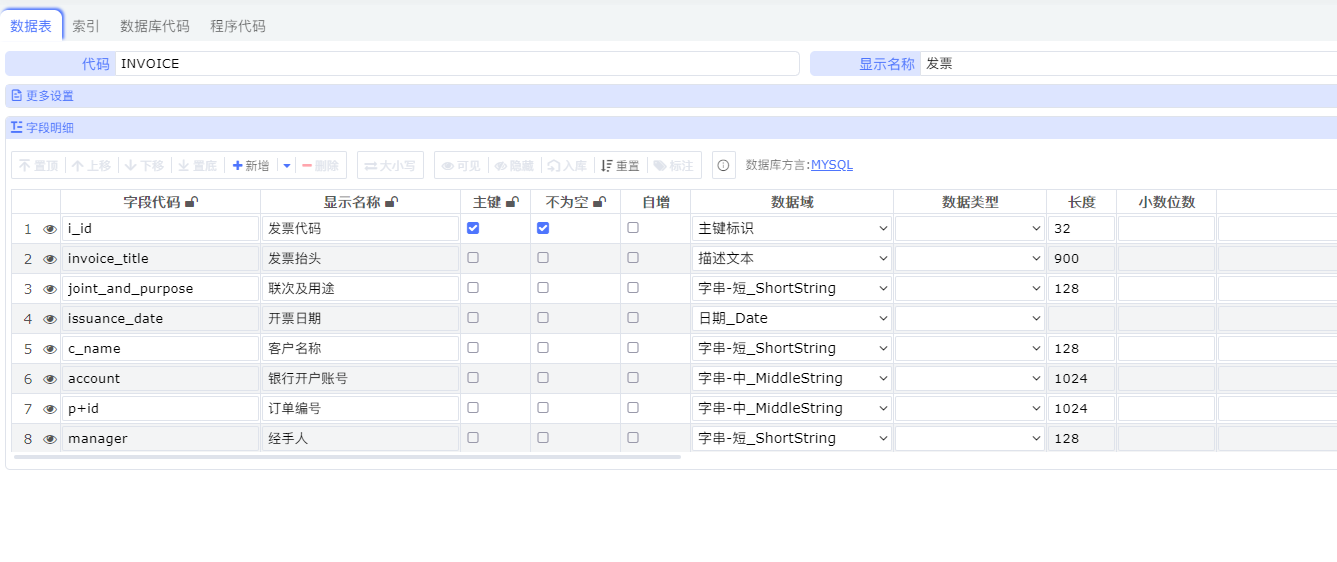 数据表 索引 数据库代码 程序代码
代码 INVOICE 显示名称 发票
更多设置
字段明细
置顶 上移 下移 置底 新增 删除 大小写 可见 隐藏 入库 重置 标注 数据库方言:MYSQL
字段代码 显示名称 主键 不为空 自增 数据域 数据类型 长度 小数位数
1 i_id 发票代码 主键标识 32
2 invoice_title 发票抬头 描述文本 900
3 joint_and_purpose 联次及用途 字串-短_ShortString 128
4 issuance_date 开票日期 日期_Date
5 c_name 客户名称 字串-短_ShortString 128
6 account 银行开户账号 字串-中_MiddleString 1024
7 p+id 订单编号 字串-中_MiddleString 1024
8 manager 经手人 字串-短_ShortString 128